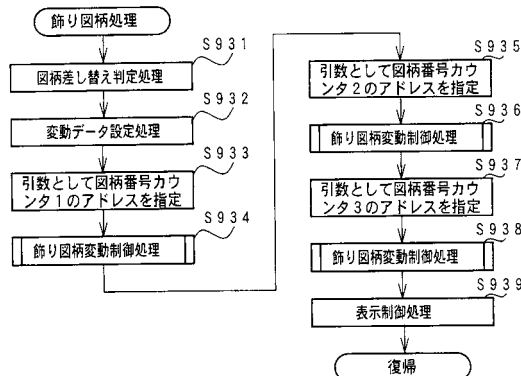 飾り図柄処理
S931
図柄差し替え判定処理
S932
変動データ設定処理
S933
引数として図柄番号カウ
ンタ1のアドレスを指定
S934
飾り図柄変動制御処理
S935
引数として図柄番号カウ
ンタ2のアドレスを指定
S936
飾り図柄変動制御処理
S937
引数として図柄番号カウ
ンタ3のアドレスを指定
S938
飾り図柄変動制御処理
S939
表示制御処理
復帰